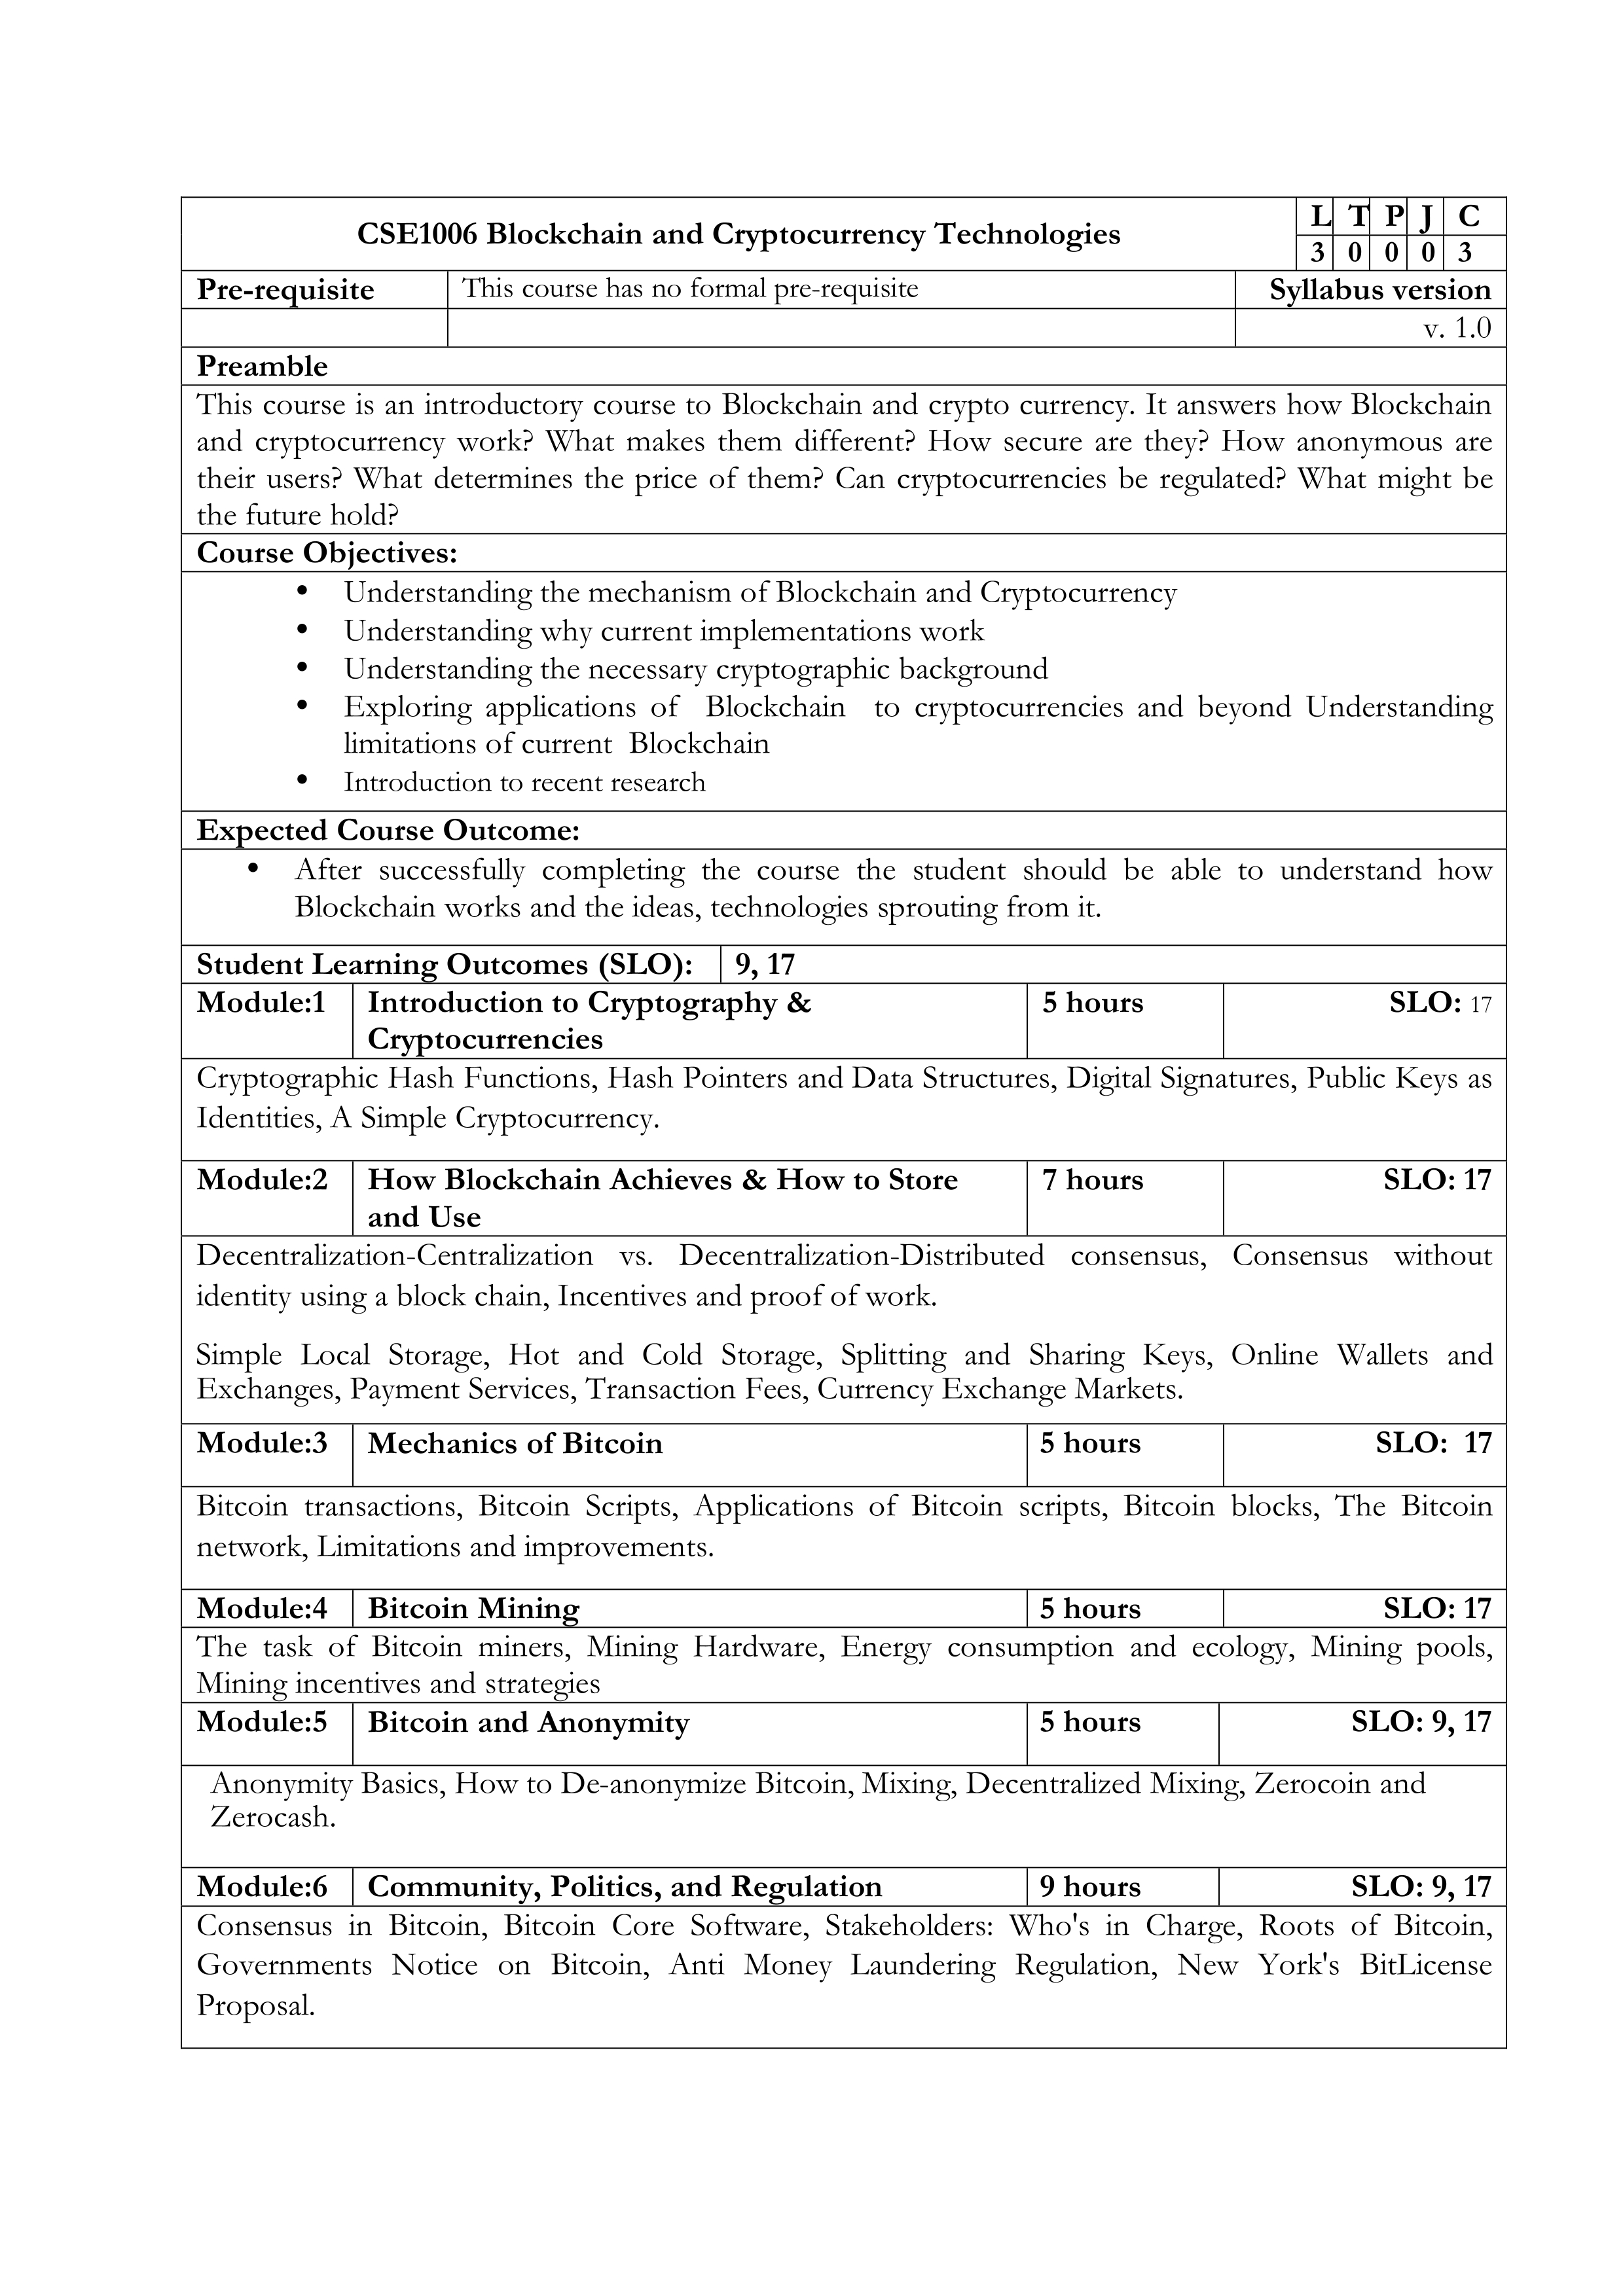 CSE1006 Blockchain and Cryptocurrency Technologies
L T P J C
3 0 0 0 3
Pre-requisite This course has no formal pre-requisite Syllabus version
v. 1.0
Preamble
This course is an introductory course to Blockchain and crypto currency. It answers how Blockchain
and cryptocurrency work? What makes them different? How secure are they? How anonymous are
their users? What determines the price of them? Can cryptocurrencies be regulated? What might be
the future hold?
Course Objectives:
• Understanding the mechanism of Blockchain and Cryptocurrency
• Understanding why current implementations work
• Understanding the necessary cryptographic background
• Exploring applications of Blockchain to cryptocurrencies and beyond Understanding
limitations of current Blockchain
• Introduction to recent research
Expected Course Outcome:
• After successfully completing the course the student should be able to understand how
Blockchain works and the ideas, technologies sprouting from it.
Student Learning Outcomes (SLO): 9, 17
Module:1 Introduction to Cryptography & 5 hours SLO: 17
Cryptocurrencies
Cryptographic Hash Functions, Hash Pointers and Data Structures, Digital Signatures, Public Keys as
Identities, A Simple Cryptocurrency.
Module:2 How Blockchain Achieves & How to Store 7 hours SLO: 17
and Use
Decentralization-Centralization vs. Decentralization-Distributed consensus, Consensus without
identity using a block chain, Incentives and proof of work.
Simple Local Storage, Hot and Cold Storage, Splitting and Sharing Keys, Online Wallets and
Exchanges, Payment Services, Transaction Fees, Currency Exchange Markets.
Module:3 Mechanics of Bitcoin 5 hours SLO: 17
Bitcoin transactions, Bitcoin Scripts, Applications of Bitcoin scripts, Bitcoin blocks, The Bitcoin
network, Limitations and improvements.
Module:4 Bitcoin Mining 5 hours SLO: 17
The task of Bitcoin miners, Mining Hardware, Energy consumption and ecology, Mining pools,
Mining incentives and strategies
Module:5 Bitcoin and Anonymity 5 hours SLO: 9, 17
Anonymity Basics, How to De-anonymize Bitcoin, Mixing, Decentralized Mixing, Zerocoin and
Zerocash.
Module:6 Community, Politics, and Regulation 9 hours SLO: 9, 17
Consensus in Bitcoin, Bitcoin Core Software, Stakeholders: Who's in Charge, Roots of Bitcoin,
Governments Notice on Bitcoin, Anti Money Laundering Regulation, New York's BitLicense
Proposal.